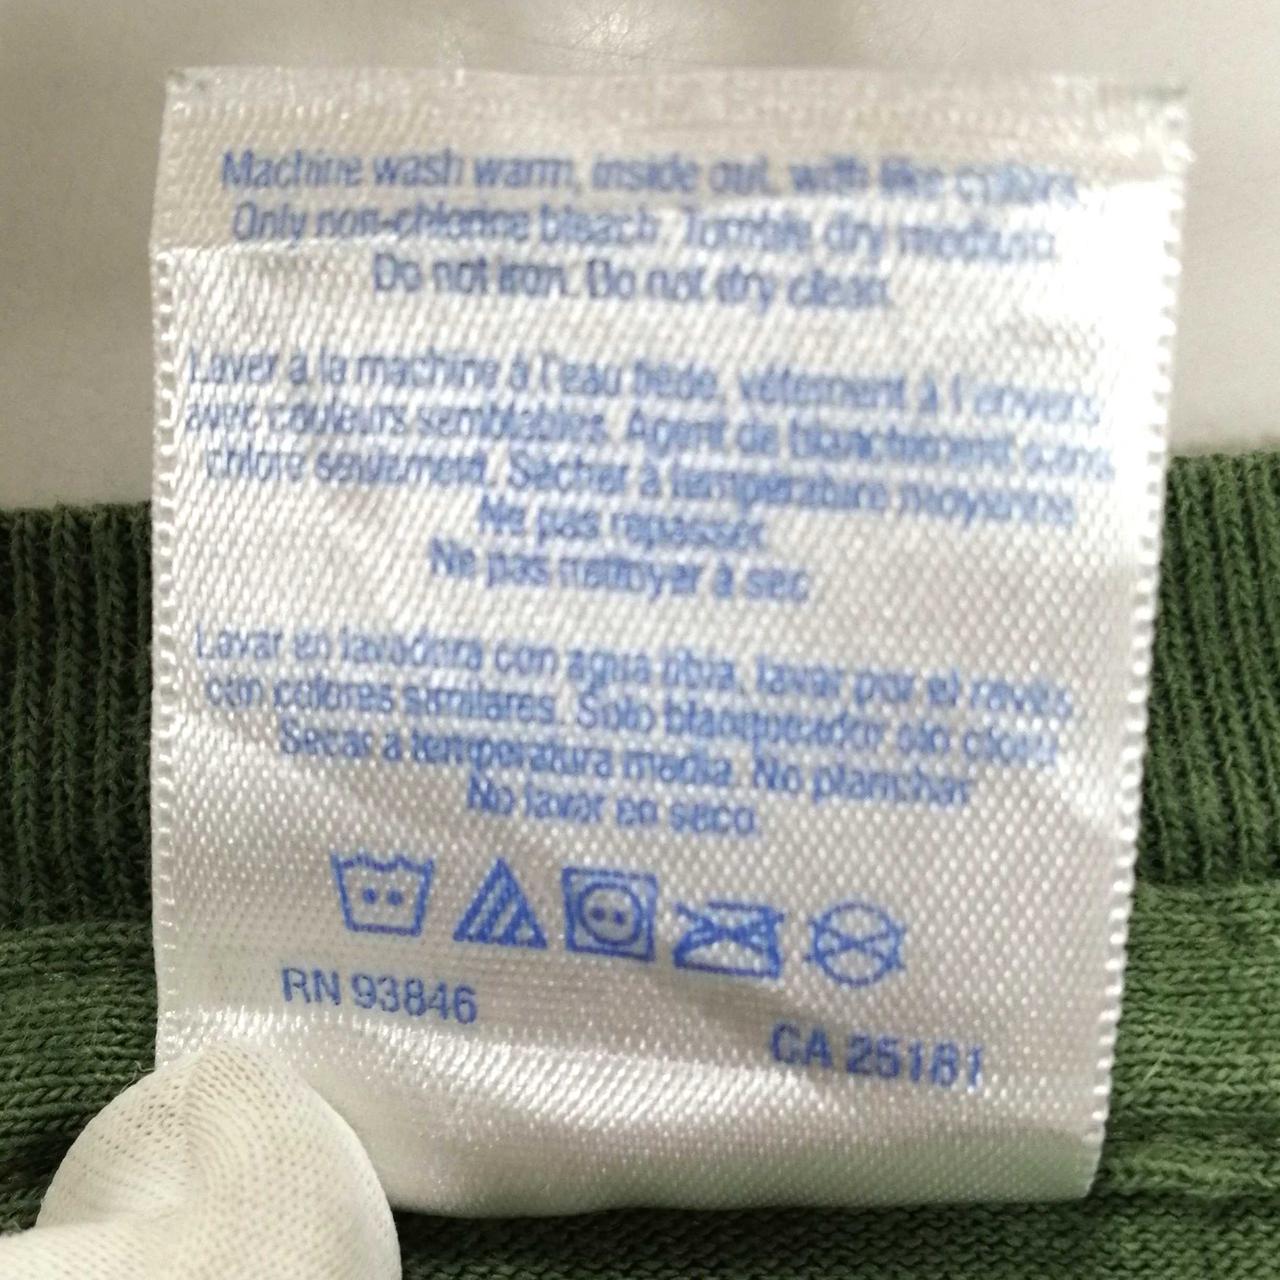 Machine wash warm, inside out, with like colors.
Only non-chlorine bleach. Tumble dry medium.
Do not iron. Do not dry clean.
Laver à la machine à l'eau tiède, vêtement à l'envers,
avec couleurs semblables. Agent de blanchiment sans
chlore seulement. Sécher à température moyenne.
Ne pas repasser.
Ne pas nettoyer à sec.
Lavar en lavadora con agua tibia, lavar por el revés
con colores similares. Solo blanqueador sin cloro.
Secar a temperatura media. No planchar
No lavar en seco.
RN 93846
CA 25181